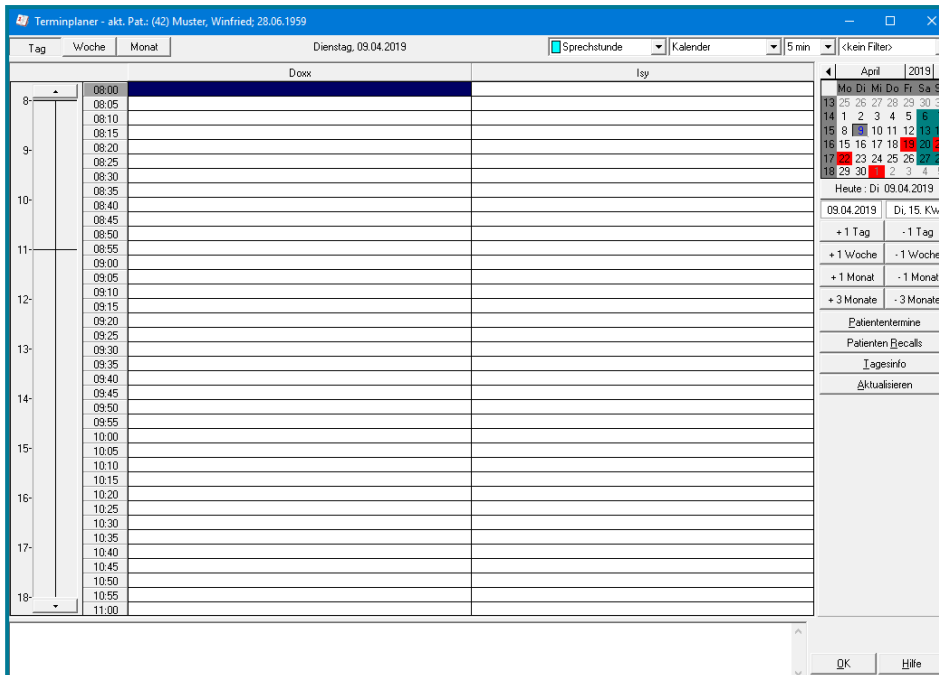 Terminplaner - akt. Pat.: (42) Muster, Winfried; 28.06.1959
Tag Woche Monat Dienstag, 09.04.2019 Sprechstunde Kalender 5 min <kein Filter>
Doxx Isy
08:00
08:05
08:10
08:15
08:20
08:25
08:30
08:35
08:40
08:45
08:50
08:55
09:00
09:05
09:10
09:15
09:20
09:25
09:30
09:35
09:40
09:45
09:50
09:55
10:00
10:05
10:10
10:15
10:20
10:25
10:30
10:35
10:40
10:45
10:50
10:55
11:00
8-
9-
10-
11-
12-
13-
14-
15-
16-
17-
18-
April 2019
Mo Di Mi Do Fr Sa
13 25 26 27 28 29 30
14 1 2 3 4 5 6
15 8 9 10 11 12 13
16 15 16 17 18 19 20
17 22 23 24 25 26 27
18 29 30 1 2 3 4
Heute : Di 09.04.2019
09.04.2019 Di, 15. KW
+ 1 Tag - 1 Tag
+ 1 Woche - 1 Woche
+ 1 Monat - 1 Monat
+ 3 Monate - 3 Monate
Patiententermine
Patienten Recalls
Tagesinfo
Aktualisieren
OK Hilfe